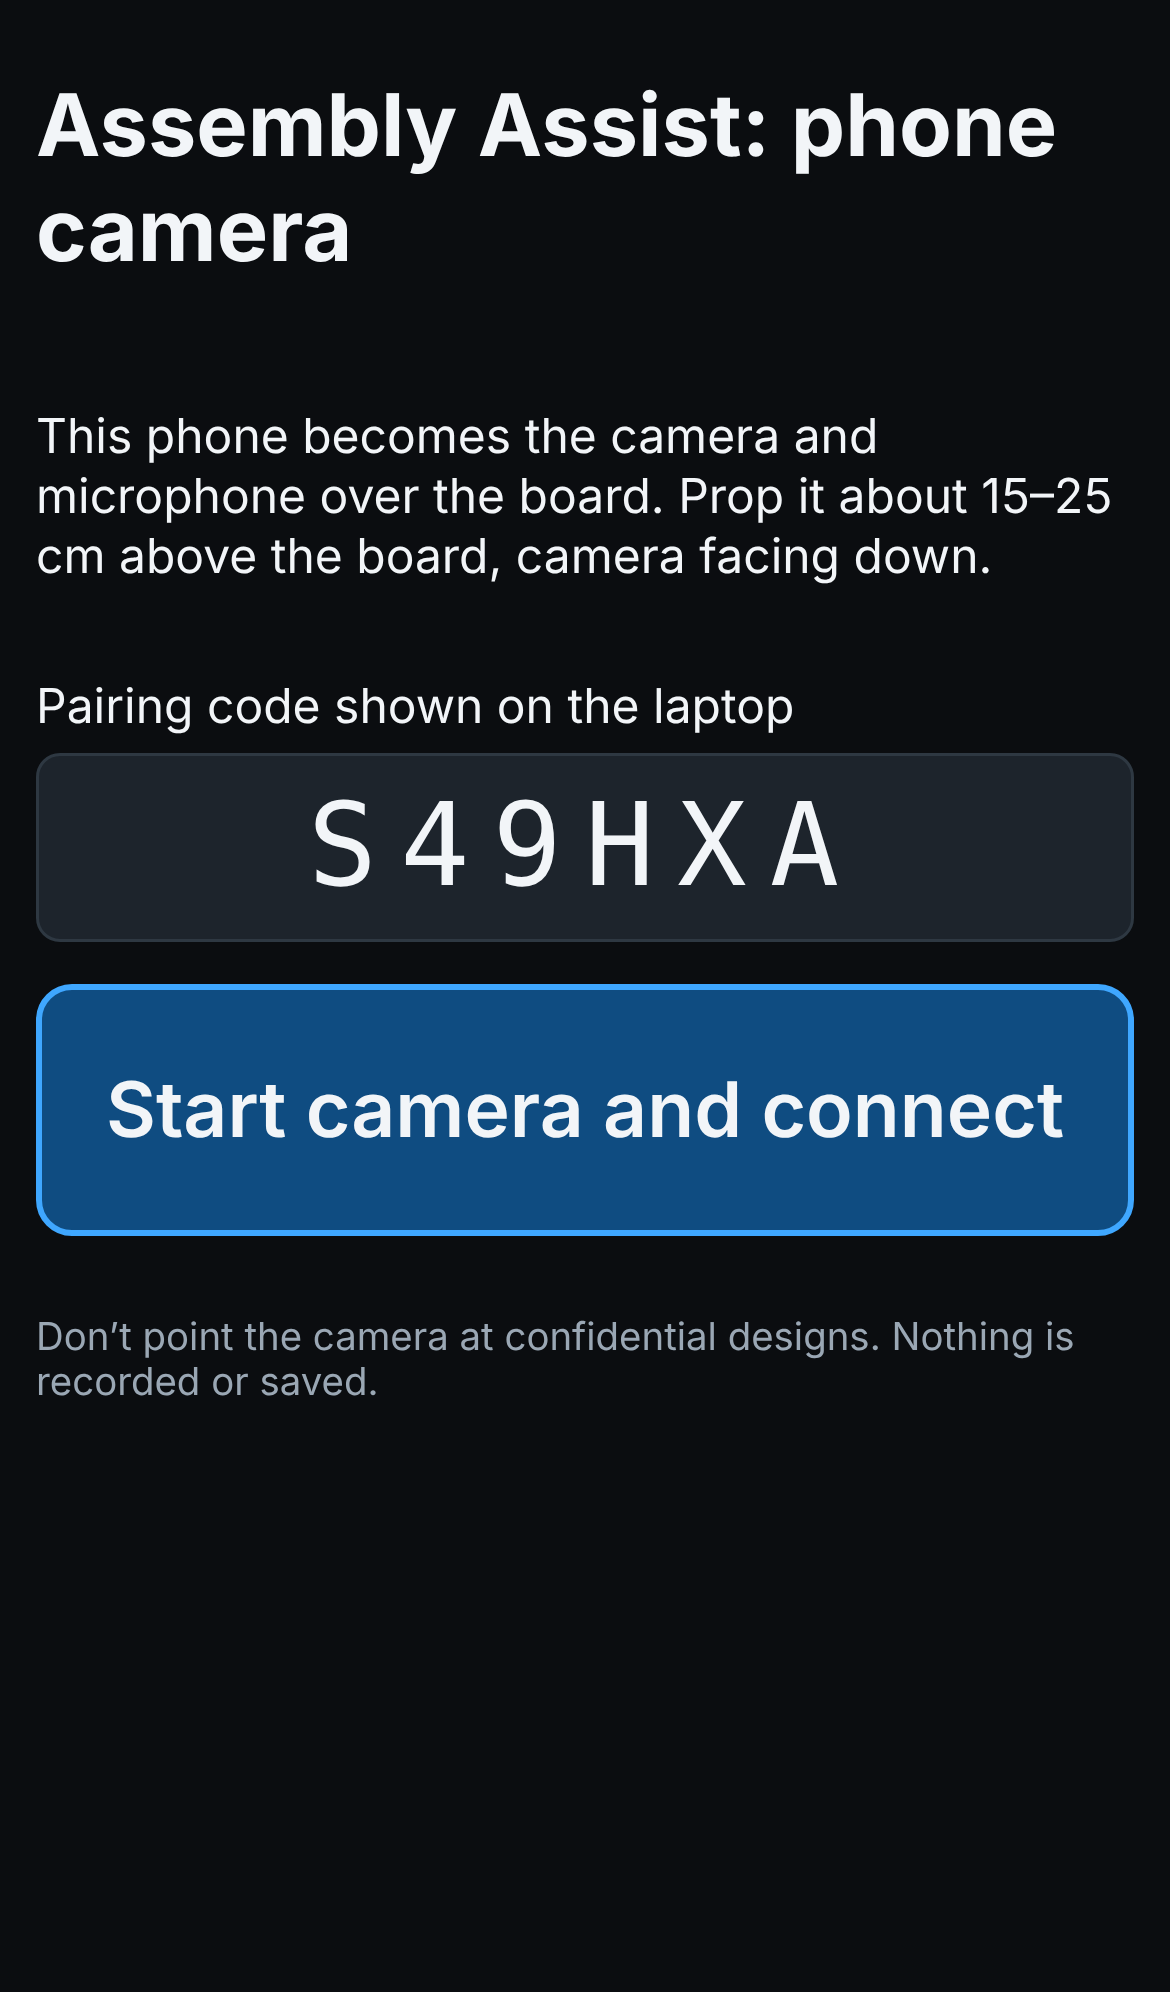 Assembly Assist: phone
camera
This phone becomes the camera and
microphone over the board. Prop it about 15–25
cm above the board, camera facing down.
Pairing code shown on the laptop
S49HXA
Start camera and connect
Don’t point the camera at confidential designs. Nothing is
recorded or saved.